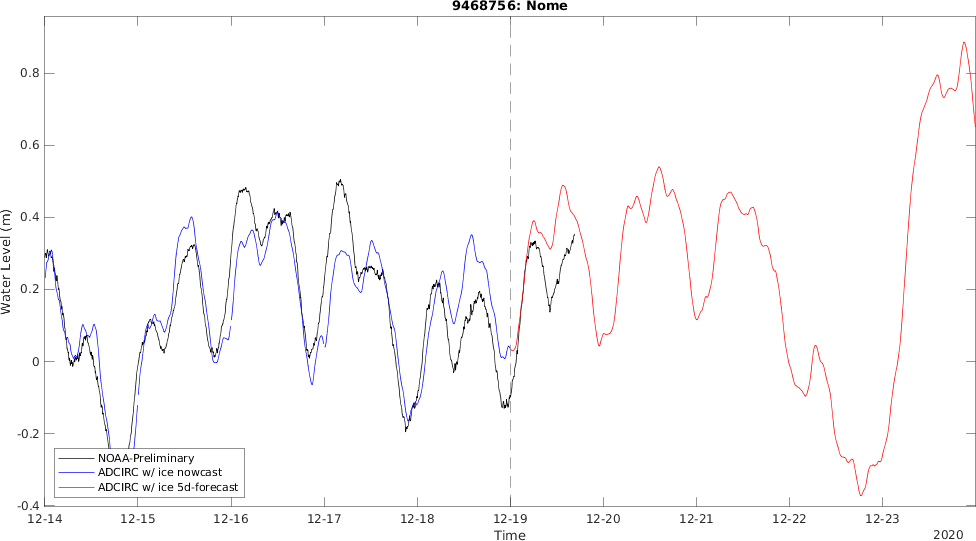 9468756: Nome
Water Level (m)
0.8
0.6
0.4
0.2
0
-0.2
-0.4
NOAA-Preliminary
ADCIRC w/ ice nowcast
ADCIRC w/ ice 5d-forecast
12-14 12-15 12-16 12-17 12-18 12-19 12-20 12-21 12-22 12-23
Time
2020